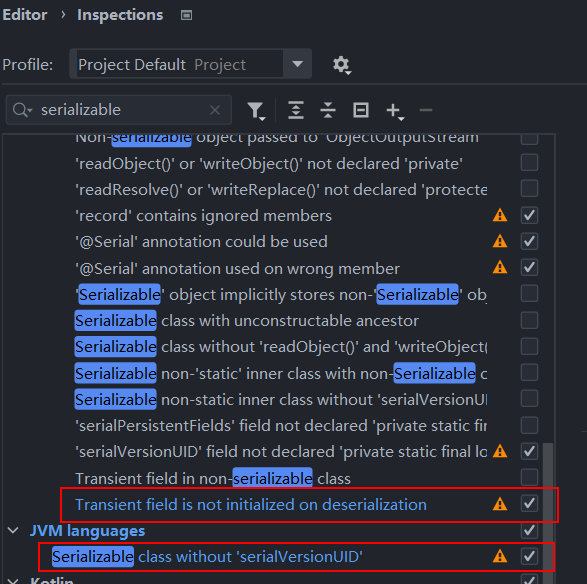 Editor › Inspections
Profile: Project Default Project
serializable
Non-serializable object passed to 'ObjectOutputStream'
'readObject()' or 'writeObject()' not declared 'private'
'readResolve()' or 'writeReplace()' not declared 'protecte
'record' contains ignored members
'@Serial' annotation could be used
'@Serial' annotation used on wrong member
'Serializable' object implicitly stores non-'Serializable' obj
Serializable class with unconstructable ancestor
Serializable class without 'readObject()' and 'writeObject(
Serializable non-'static' inner class with non-Serializable c
Serializable non-static inner class without 'serialVersionUI
'serialPersistentFields' field not declared 'private static fin
'serialVersionUID' field not declared 'private static final lo
Transient field in non-serializable class
Transient field is not initialized on deserialization
JVM languages
Serializable class without 'serialVersionUID'
Kotlin